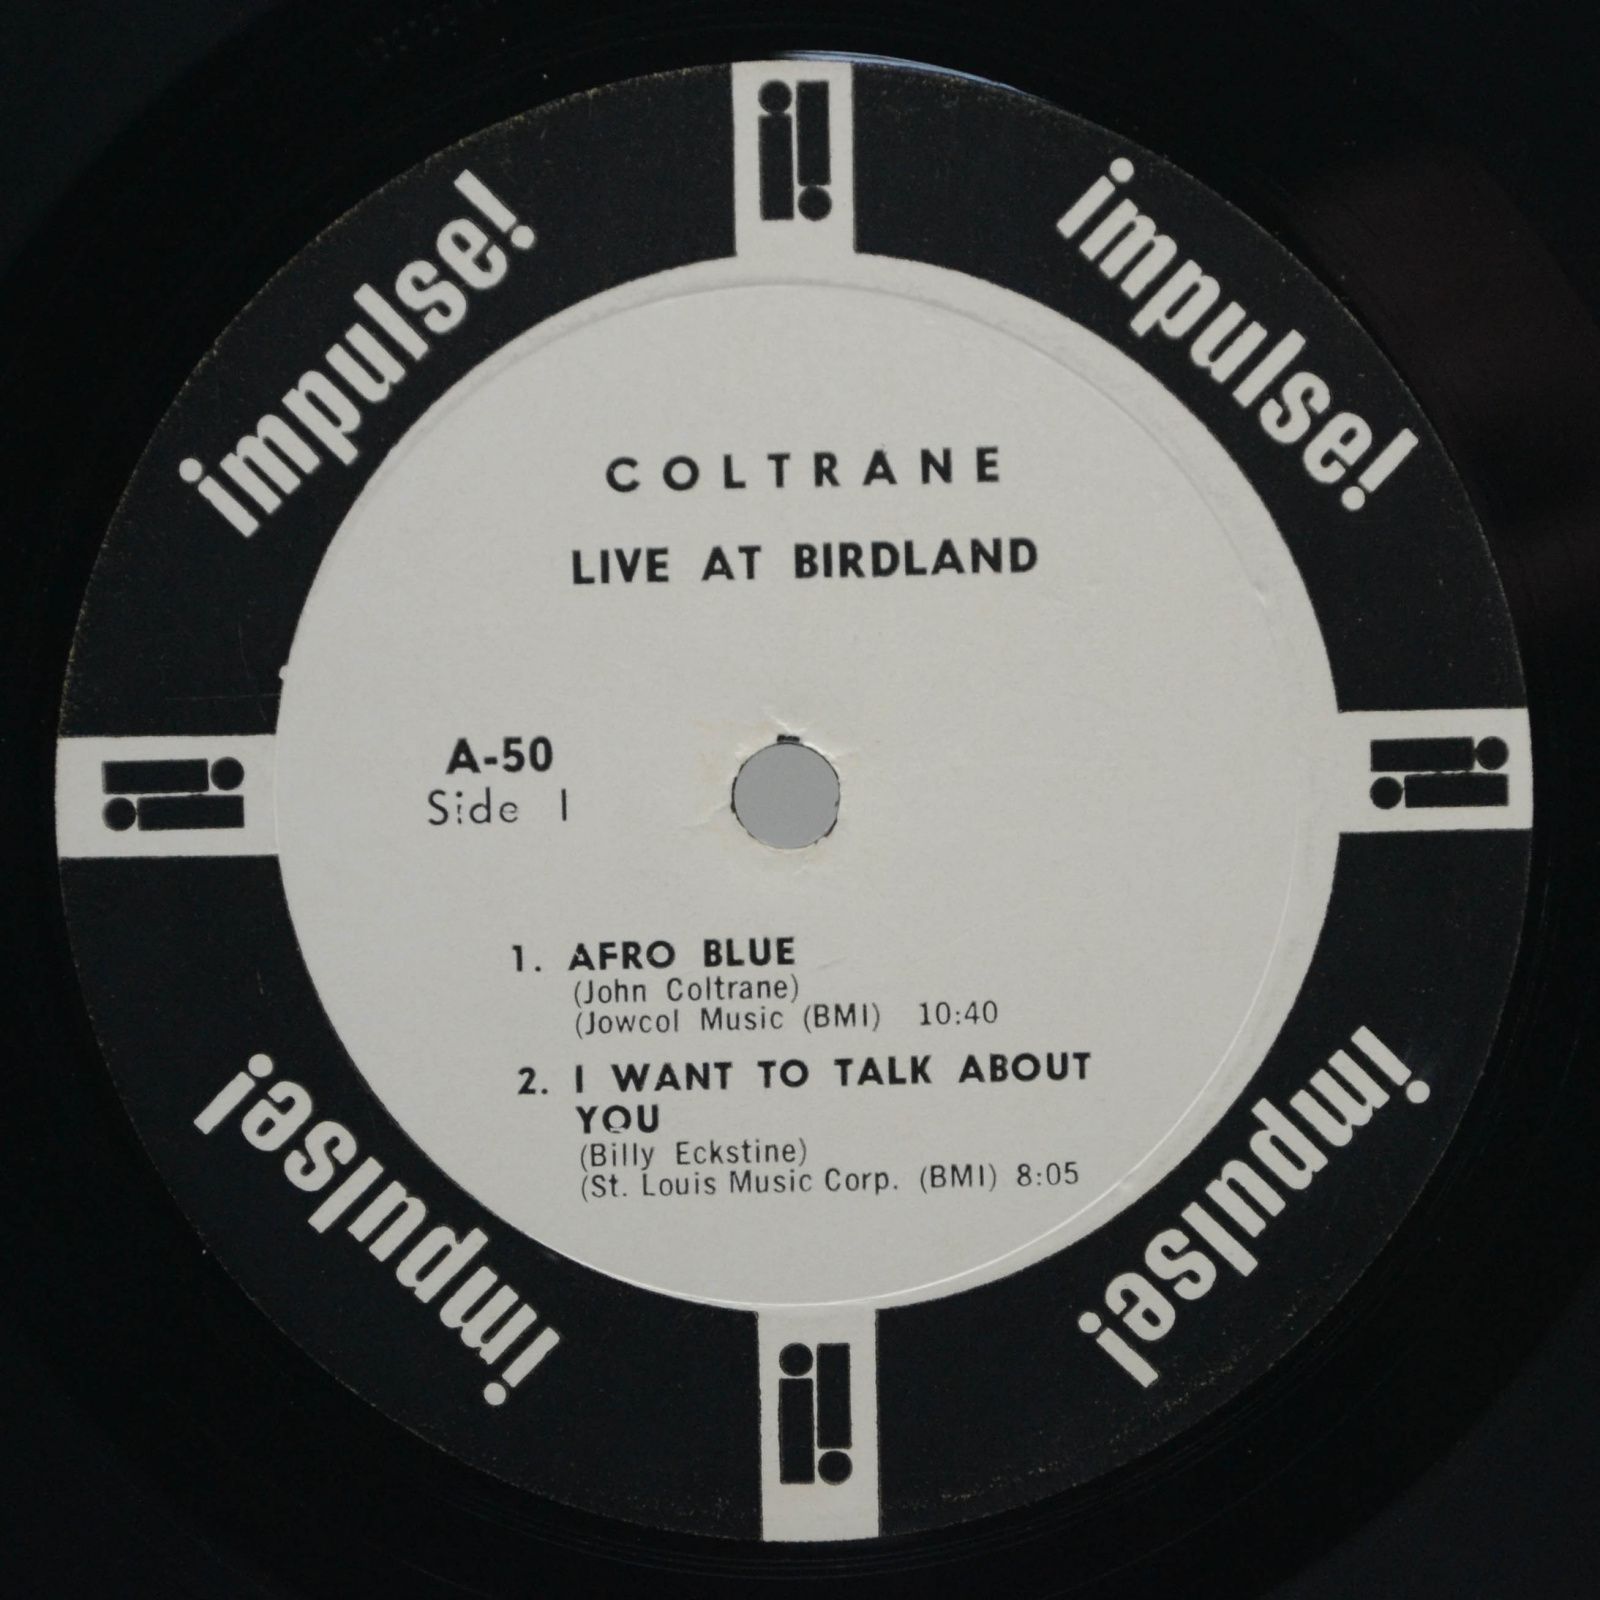 impulse!
impulse!
COLTRANE
LIVE AT BIRDLAND
A-50
Side 1
1. AFRO BLUE
(John Coltrane)
(Jowcol Music (BMI) 10:40
2. I WANT TO TALK ABOUT
YOU
(Billy Eckstine)
(St. Louis Music Corp. (BMI) 8:05
impulse!
impulse!